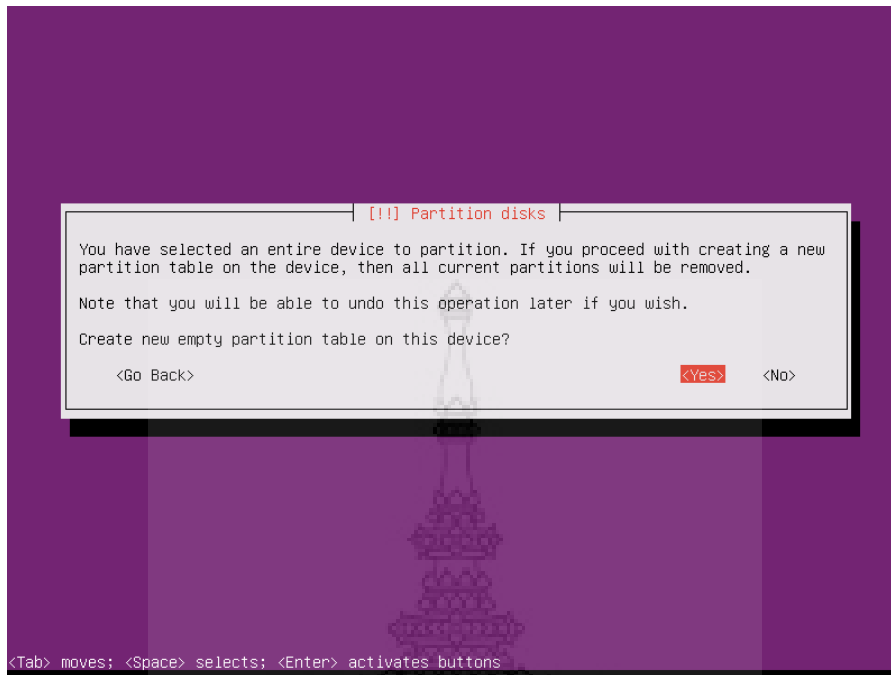 [!!] Partition disks
You have selected an entire device to partition. If you proceed with creating a new
partition table on the device, then all current partitions will be removed.
Note that you will be able to undo this operation later if you wish.
Create new empty partition table on this device?
<Go Back> <Yes> <No>
<Tab> moves; <Space> selects; <Enter> activates buttons